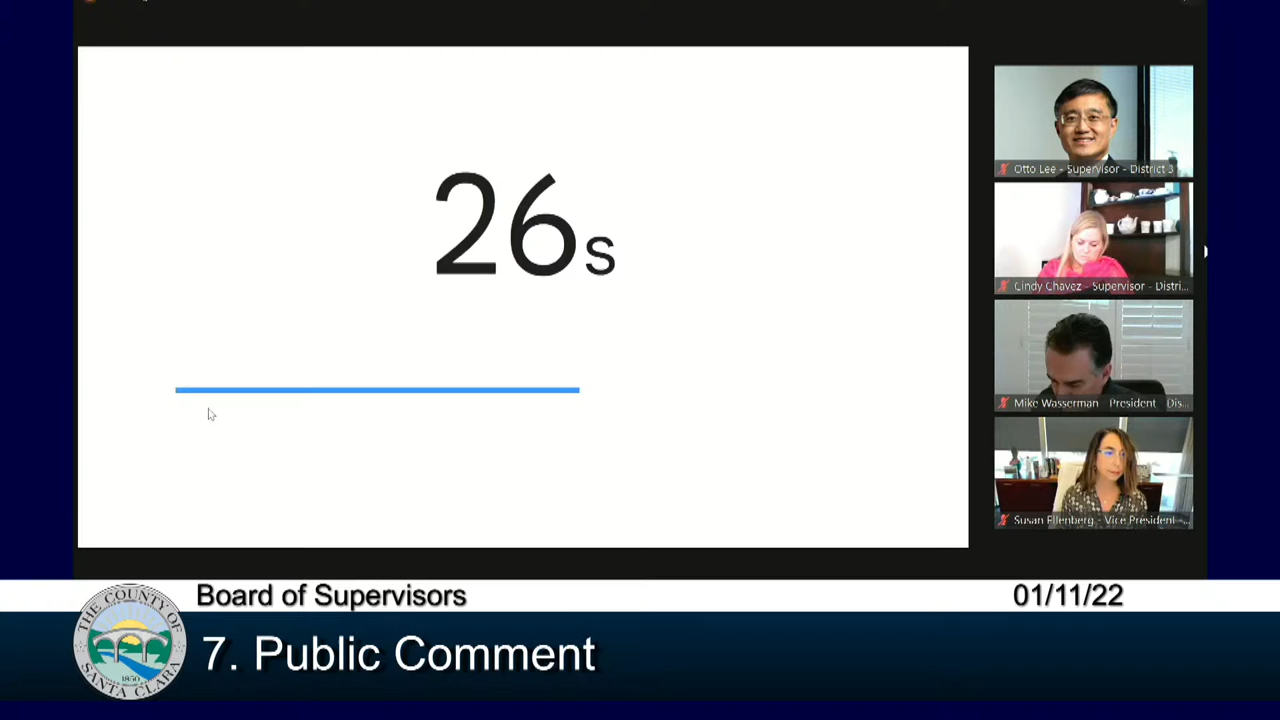 26s
Otto Lee - Supervisor - District 3
Cindy Chavez - Supervisor - Distri...
Mike Wasserman President Dis...
Susan Ellenberg - Vice President -...
Board of Supervisors
01/11/22
7. Public Comment
THE COUNTY OF
SANTA CLARA
1850